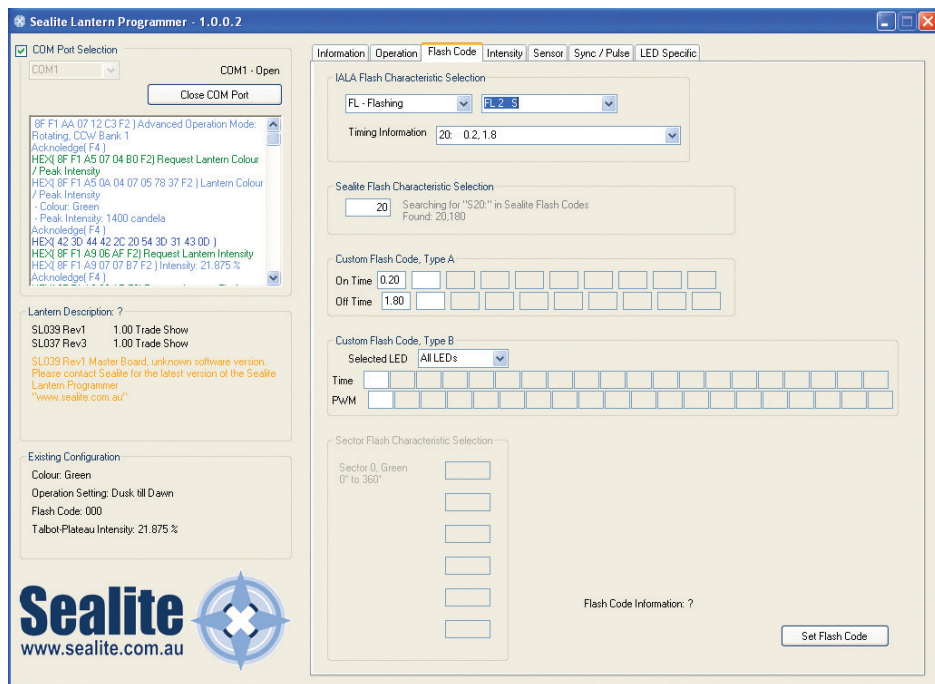 Sealite Lantern Programmer - 1.0.0.2
COM Port Selection
COM1
COM1 - Open
Close COM Port
8F F1 AA 07 12 C3 F2 ) Advanced Operation Mode:
Rotating, CCW Bank 1
Acknoledge( F4 )
HEX( 8F F1 A5 07 04 B0 F2) Request Lantern Colour
/ Peak Intensity
HEX( 8F F1 A5 0A 04 07 05 78 37 F2 ) Lantern Colour
/ Peak Intensity
- Colour: Green
- Peak Intensity: 1400 candela
Acknoledge( F4 )
HEX( 42 3D 44 42 2C 20 54 3D 31 43 0D )
HEX( 8F F1 A9 06 AF F2) Request Lantern Intensity
HEX( 8F F1 A9 07 07 B7 F2 ) Intensity: 21.875 %
Acknoledge( F4 )
Lantern Description: ?
SL039 Rev1 1.00 Trade Show
SL037 Rev3 1.00 Trade Show
SL039 Rev1 Master Board, unknown software version.
Please contact Sealite for the latest version of the Sealite
Lantern Programmer
"www.sealite.com.au"
Existing Configuration
Colour: Green
Operation Setting: Dusk till Dawn
Flash Code: 000
Talbot-Plateau Intensity: 21.875 %
Sealite
www.sealite.com.au
Information Operation Flash Code Intensity Sensor Sync / Pulse LED Specific
IALA Flash Characteristic Selection
FL - Flashing FL 2 S
Timing Information 20: 0.2, 1.8
Sealite Flash Characteristic Selection
20 Searching for "S20:" in Sealite Flash Codes
Found: 20,180
Custom Flash Code, Type A
On Time 0.20
Off Time 1.80
Custom Flash Code, Type B
Selected LED All LEDs
Time
PWM
Sector Flash Characteristic Selection
Sector 0, Green
0° to 360°
Flash Code Information: ?
Set Flash Code